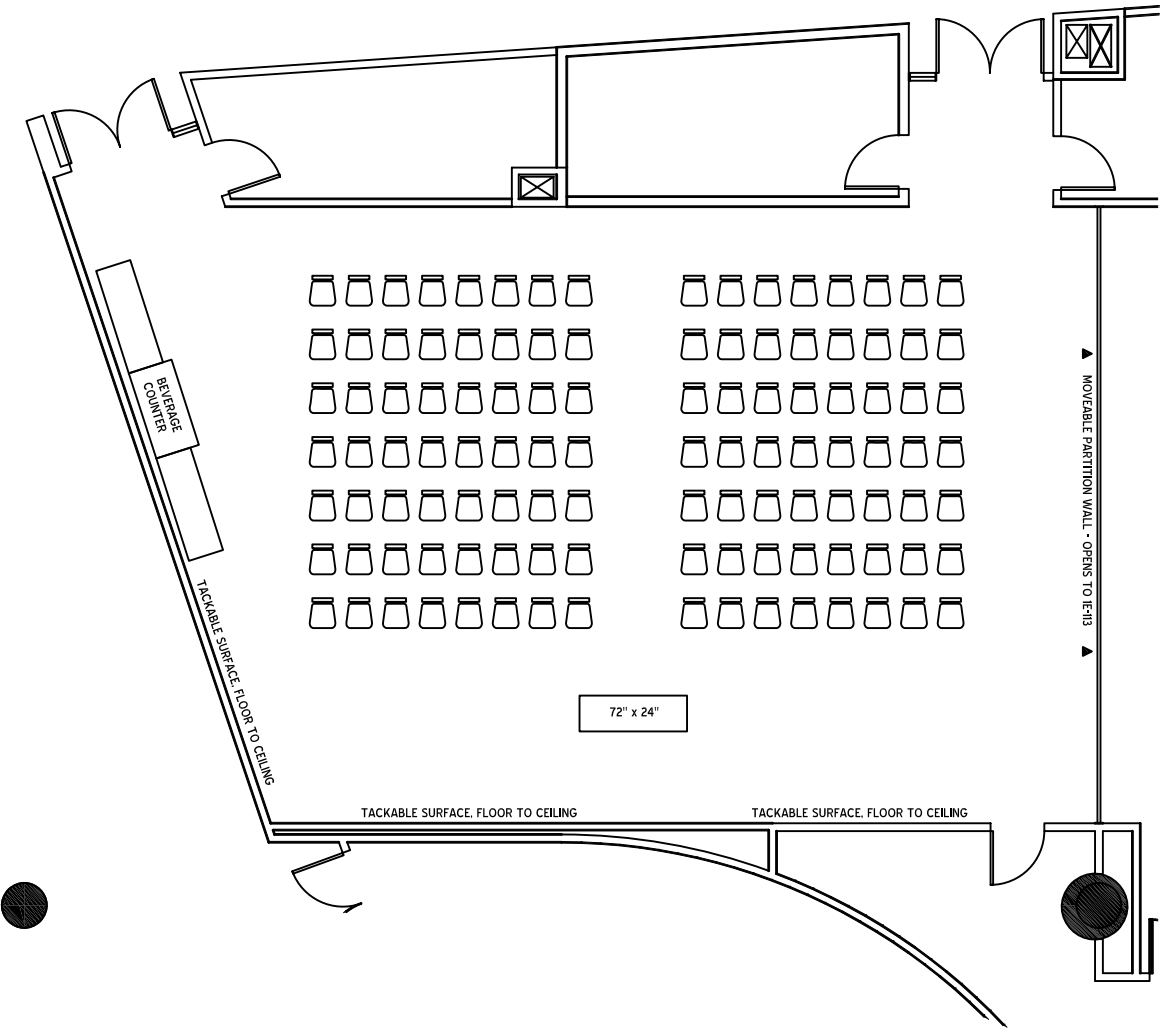 BEVERAGE
COUNTER
▶ MOVEABLE PARTITION WALL - OPENS TO 1E-113 ▶
TACKABLE SURFACE, FLOOR TO CEILING
72" x 24"
TACKABLE SURFACE, FLOOR TO CEILING
TACKABLE SURFACE, FLOOR TO CEILING